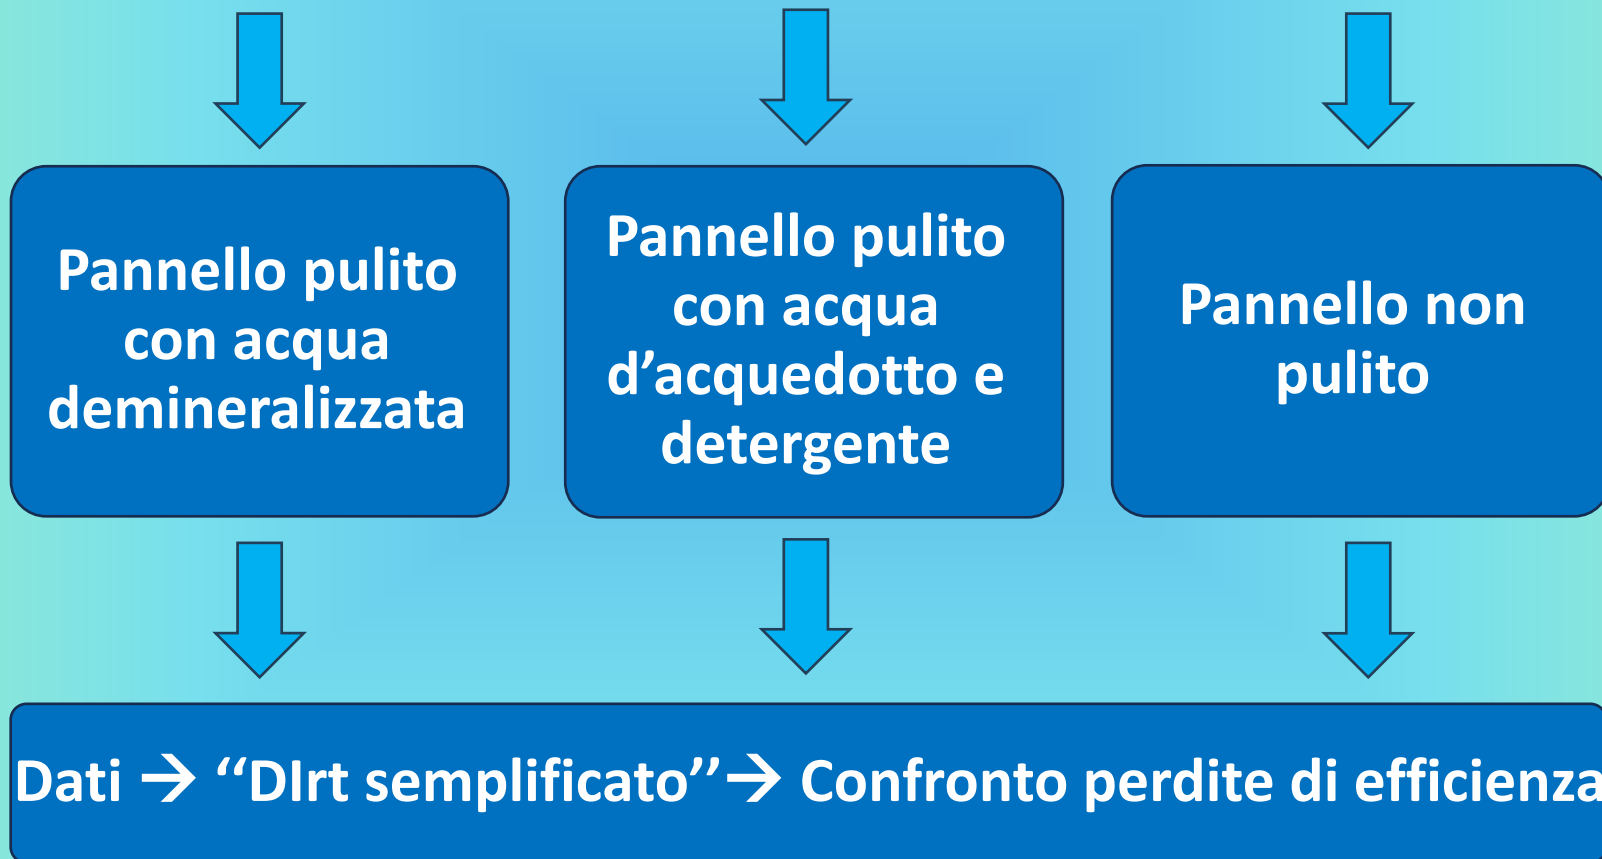 Pannello pulito
con acqua
demineralizzata
Pannello pulito
con acqua
d’acquedotto e
detergente
Pannello non
pulito
Dati → ‘‘DIrt semplificato’’→ Confronto perdite di efficienza